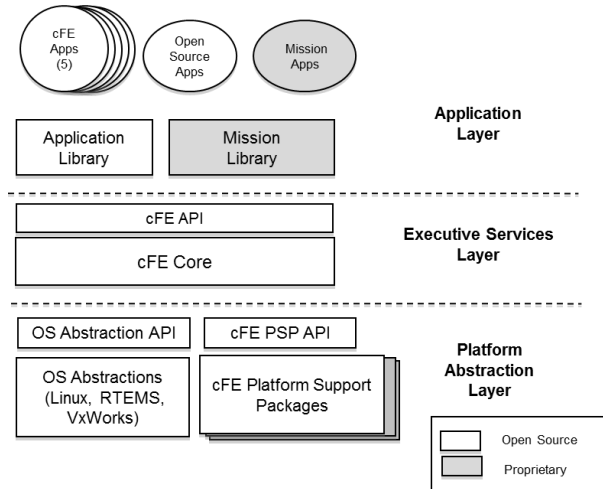 cFE
Apps
(5)
Open
Source
Apps
Mission
Apps
Application
Library
Mission
Library
Application
Layer
cFE API
cFE Core
Executive Services
Layer
OS Abstraction API
cFE PSP API
OS Abstractions
(Linux, RTEMS,
VxWorks)
cFE Platform Support
Packages
Platform
Abstraction
Layer
Open Source
Proprietary